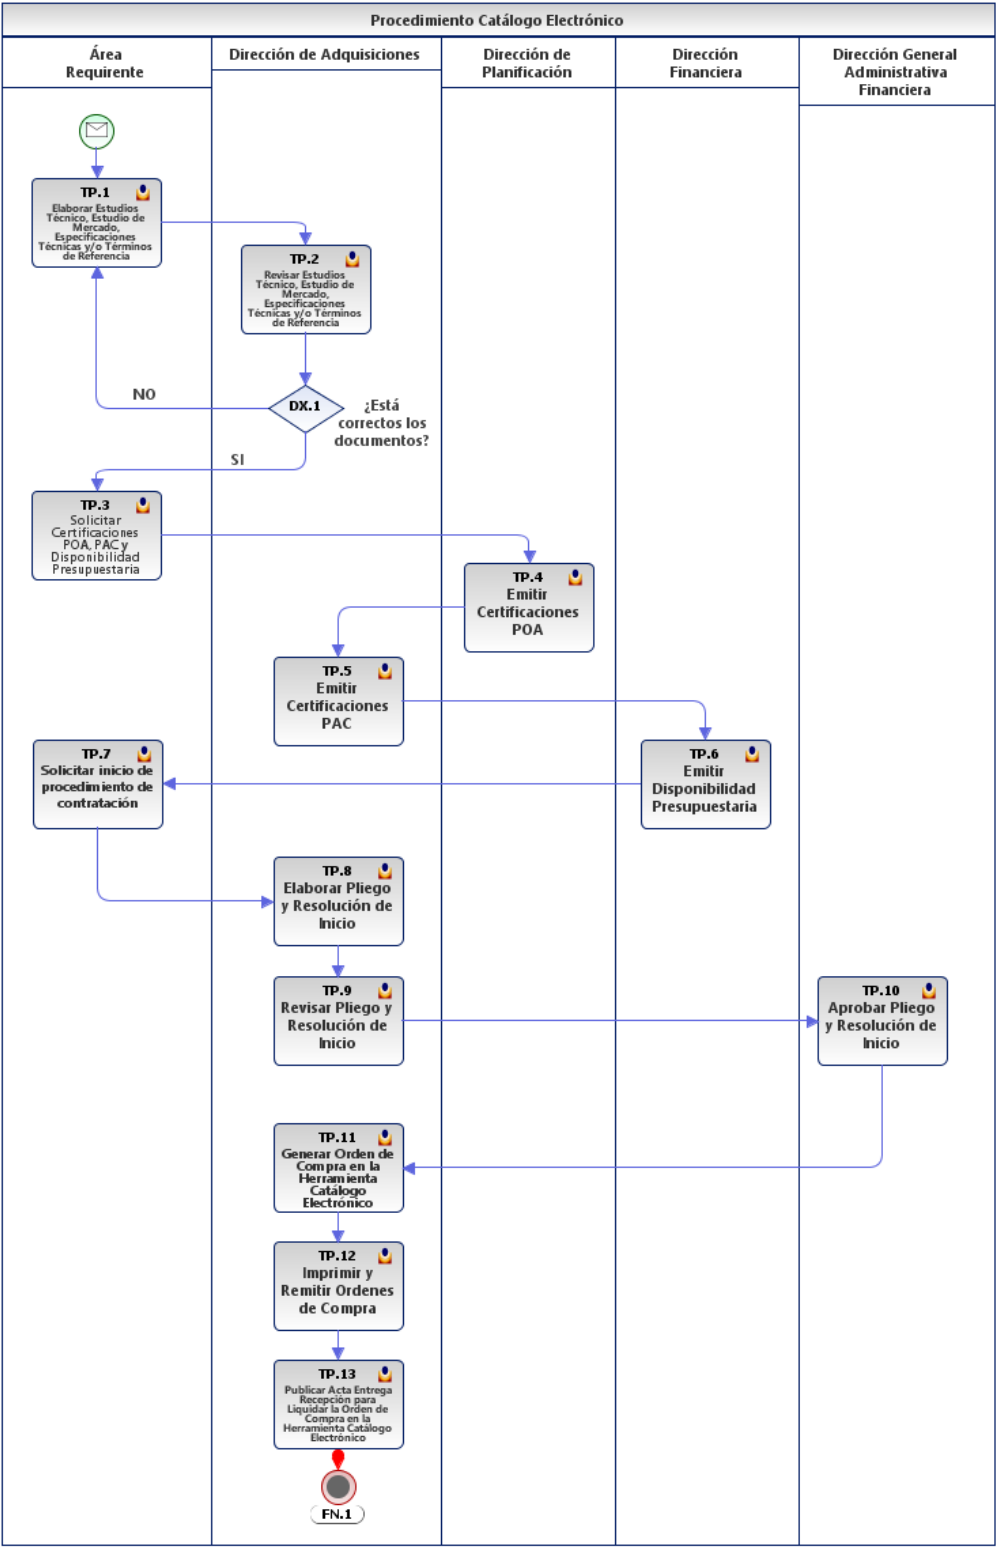 Procedimiento Catálogo Electrónico
Área
Requirente
Dirección de Adquisiciones
Dirección de
Planificación
Dirección
Financiera
Dirección General
Administrativa
Financiera
TP.1
Elaborar Estudios
Técnico, Estudio de
Mercado,
Especificaciones
Técnicas y/o Términos
de Referencia
TP.2
Revisar Estudios
Técnico, Estudio de
Mercado,
Especificaciones
Técnicas y/o Términos
de Referencia
NO
DX.1
¿Está
correctos los
documentos?
SI
TP.3
Solicitar
Certificaciones
POA, PAC y
Disponibilidad
Presupuestaria
TP.4
Emitir
Certificaciones
POA
TP.5
Emitir
Certificaciones
PAC
TP.6
Emitir
Disponibilidad
Presupuestaria
TP.7
Solicitar inicio de
procedimiento de
contratación
TP.8
Elaborar Pliego
y Resolución de
Inicio
TP.9
Revisar Pliego y
Resolución de
Inicio
TP.10
Aprobar Pliego
y Resolución de
Inicio
TP.11
Generar Orden de
Compra en la
Herramienta
Catálogo
Electrónico
TP.12
Imprimir y
Remitir Ordenes
de Compra
TP.13
Publicar Acta Entrega
Recepción para
Liquidar la Orden de
Compra en la
Herramienta Catálogo
Electrónico
FN.1